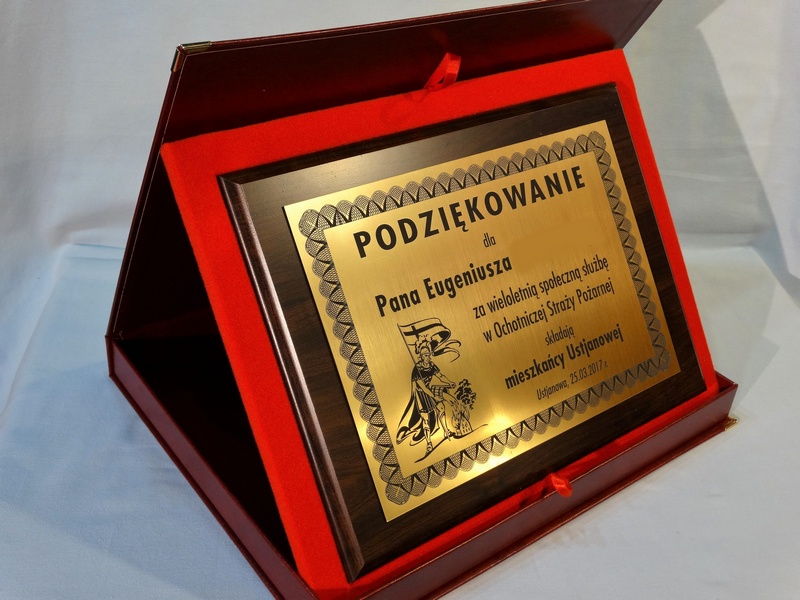 PODZIĘKOWANIE
dla
Pana Eugeniusza
za wieloletnią społeczną służbę
w Ochotniczej Straży Pożarnej
składają
mieszkańcy Ustjanowej
Ustjanowa, 25.03.2017 r.